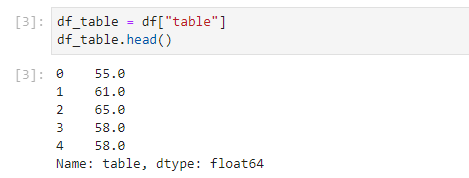 [3]: df_table = df["table"]
df_table.head()
[3]: 0 55.0
1 61.0
2 65.0
3 58.0
4 58.0
Name: table, dtype: float64